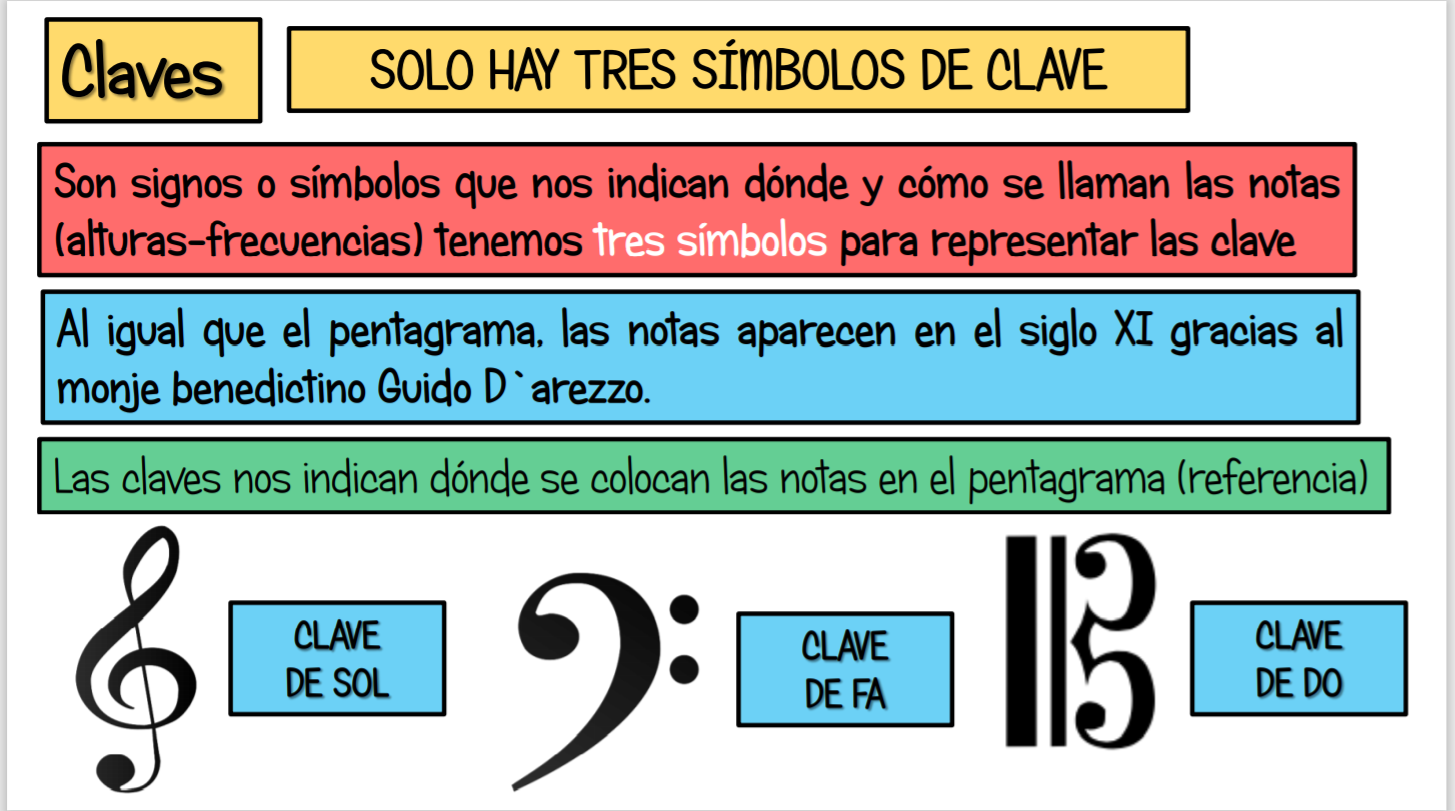 Claves
SOLO HAY TRES SÍMBOLOS DE CLAVE
Son signos o símbolos que nos indican dónde y cómo se llaman las notas
(alturas-frecuencias) tenemos tres símbolos para representar las clave
Al igual que el pentagrama, las notas aparecen en el siglo XI gracias al
monje benedictino Guido D`arezzo.
Las claves nos indican dónde se colocan las notas en el pentagrama (referencia)
CLAVE
DE SOL
CLAVE
DE FA
CLAVE
DE DO